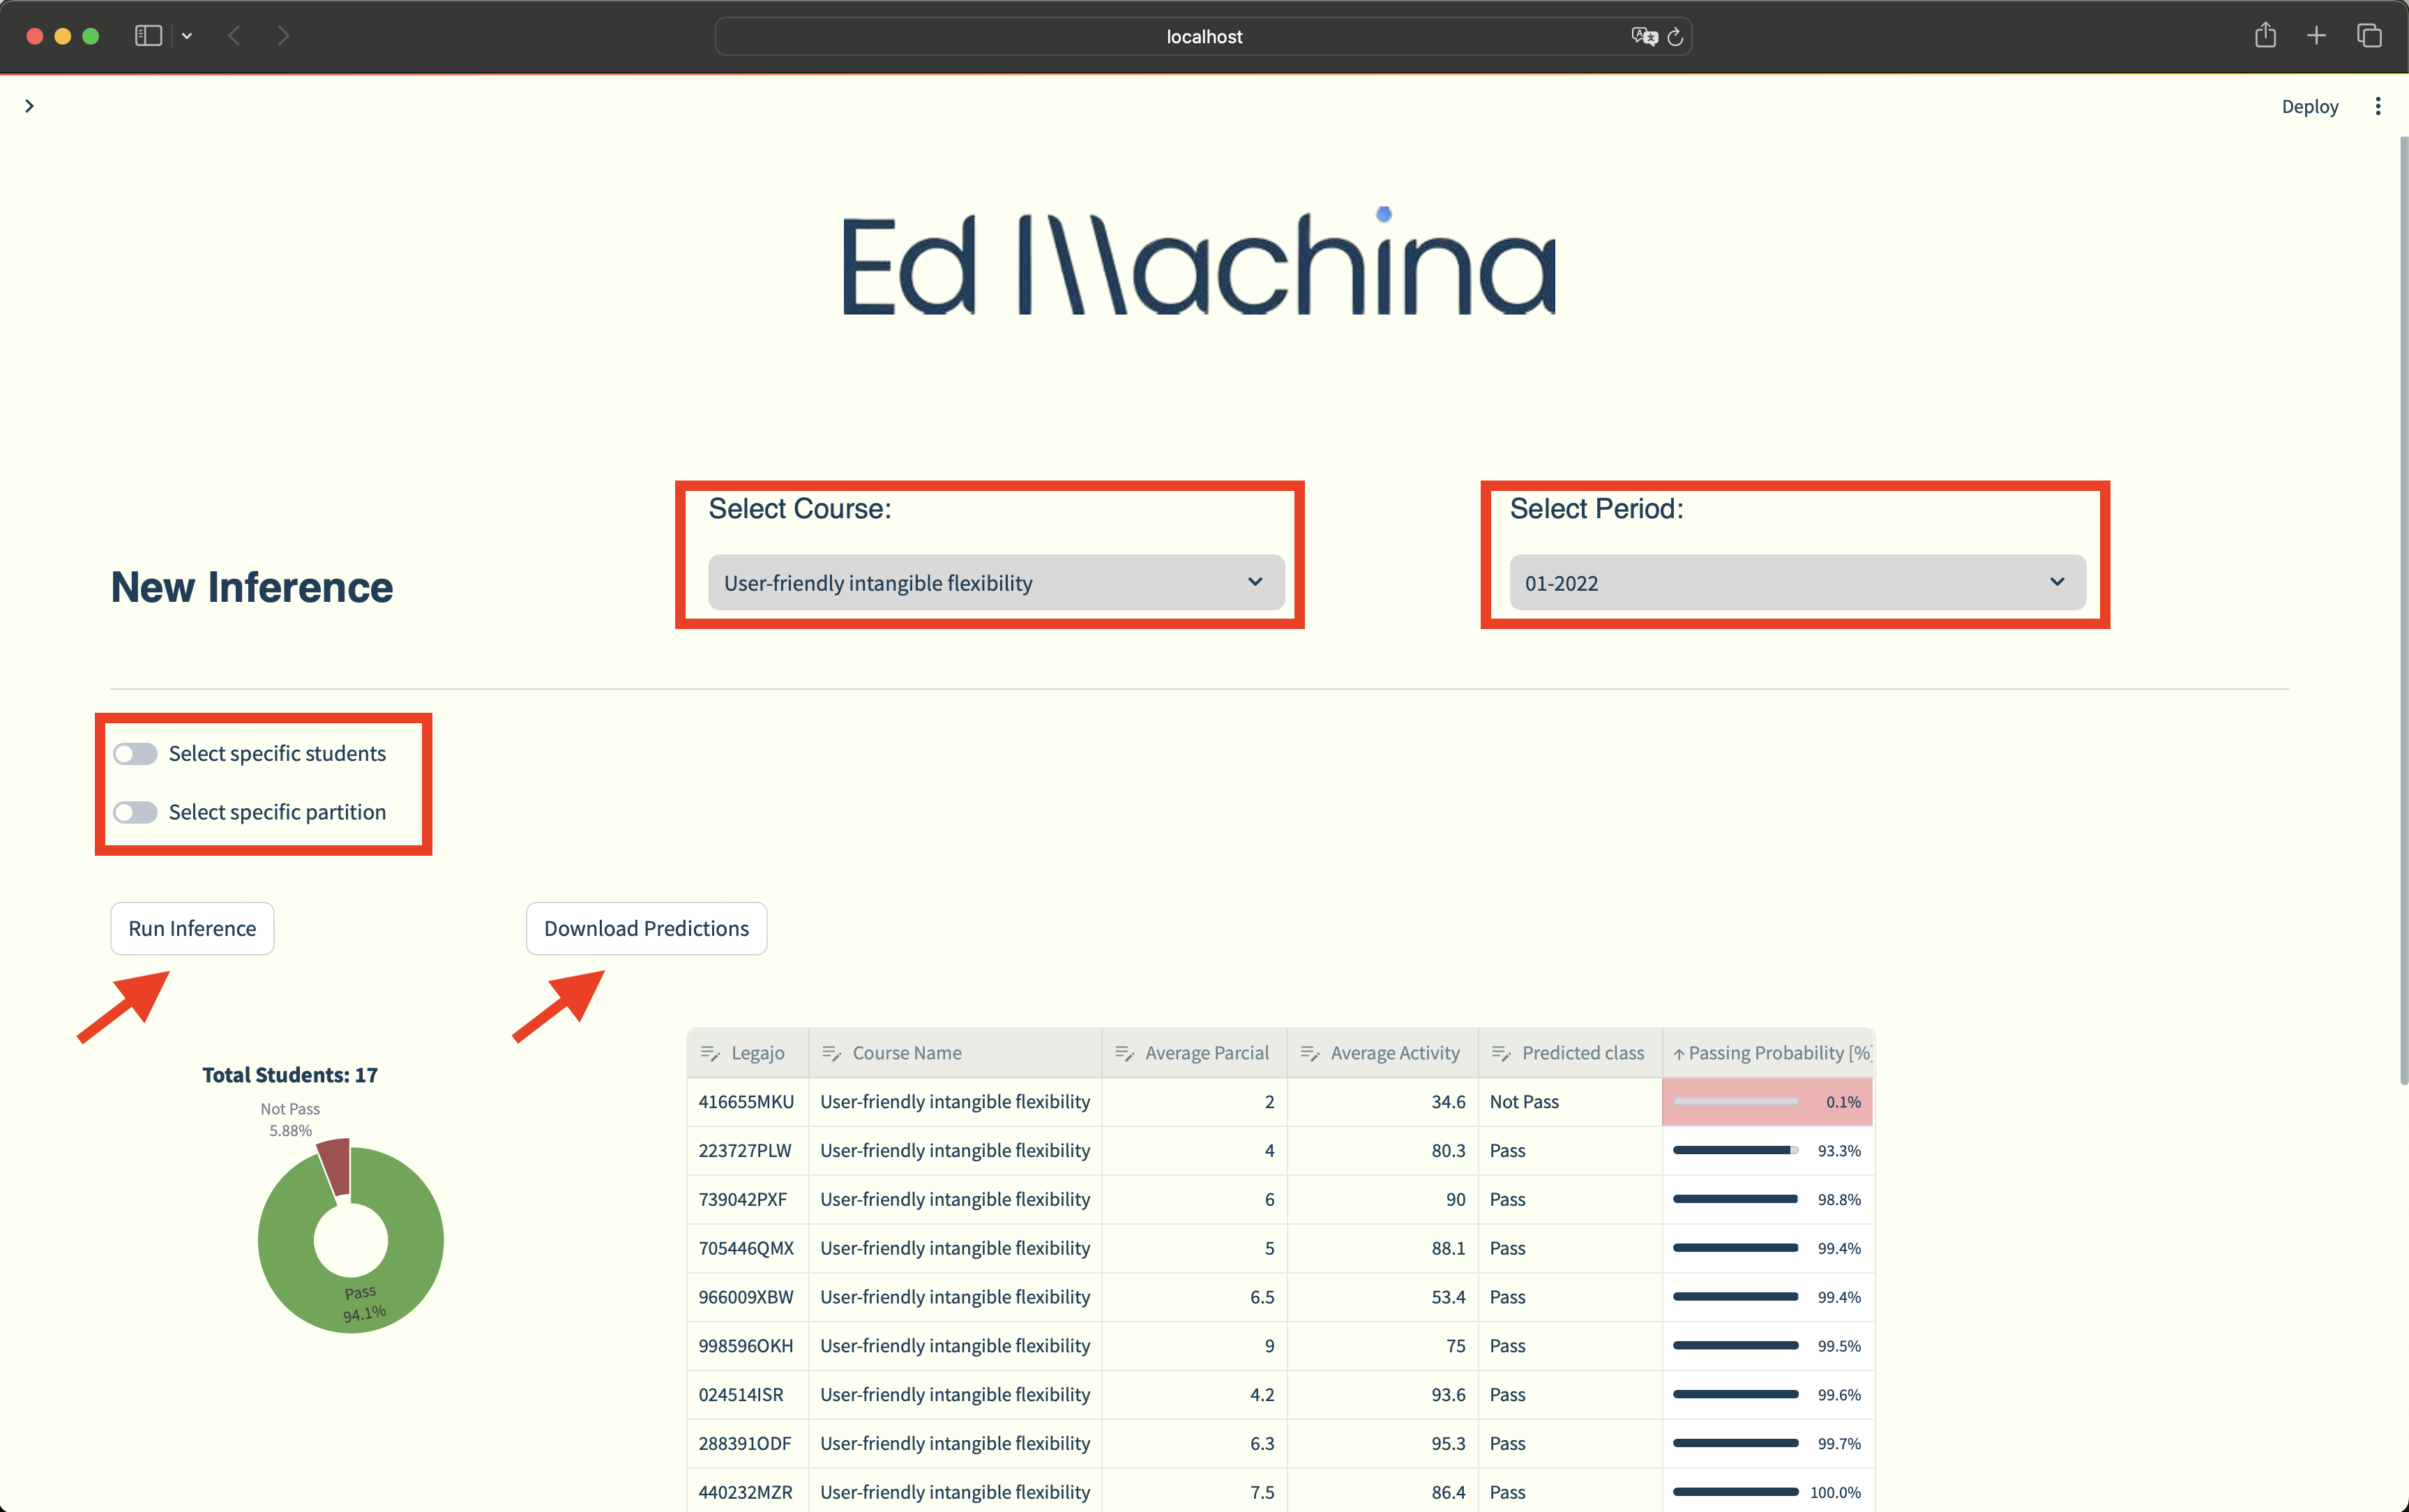 localhost
Deploy
Ed Machina
Select Course:
Select Period:
User-friendly intangible flexibility
01-2022
New Inference
Select specific students
Select specific partition
Run Inference
Download Predictions
Total Students: 17
Not Pass
5.88%
Pass
94.1%
Legajo Course Name Average Parcial Average Activity Predicted class Passing Probability [%]
416655MKU User-friendly intangible flexibility 2 34.6 Not Pass 0.1%
223727PLW User-friendly intangible flexibility 4 80.3 Pass 93.3%
739042PXF User-friendly intangible flexibility 6 90 Pass 98.8%
705446QMX User-friendly intangible flexibility 5 88.1 Pass 99.4%
966009XBW User-friendly intangible flexibility 6.5 53.4 Pass 99.4%
998596OKH User-friendly intangible flexibility 9 75 Pass 99.5%
024514ISR User-friendly intangible flexibility 4.2 93.6 Pass 99.6%
288391ODF User-friendly intangible flexibility 6.3 95.3 Pass 99.7%
440232MZR User-friendly intangible flexibility 7.5 86.4 Pass 100.0%